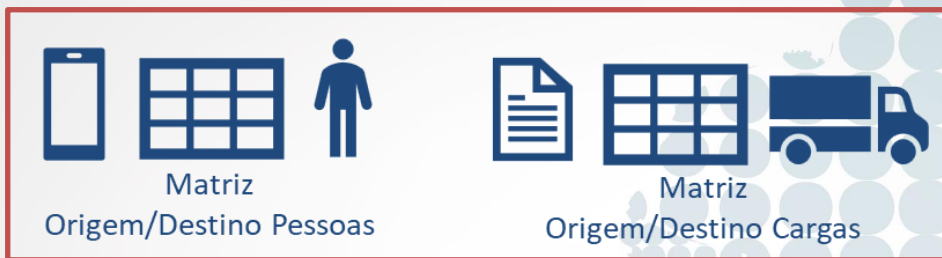 Matriz
Origem/Destino Pessoas
Matriz
Origem/Destino Cargas